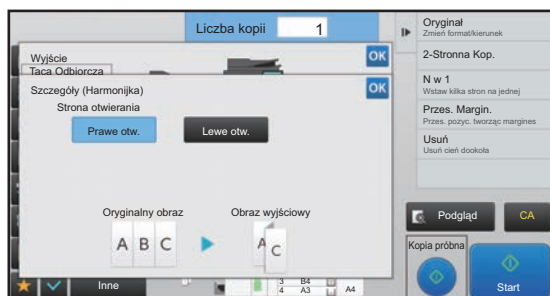 Liczba kopii 1
Wyjście OK
Taca Odbiorcza
Szczegóły (Harmonijka) OK
Strona otwierania
Prawe otw. Lewe otw.
Oryginalny obraz Obraz wyjściowy
A B C A C
Inne
3 B4
4 A3 A4
Oryginał
Zmień format/kierunek
2-Stronna Kop.
N w 1
Wstaw kilka stron na jednej
Przes. Margin.
Przes. pozyc. tworząc margines
Usuń
Usuń cień dookoła
Podgląd CA
Kopia próbna
Start